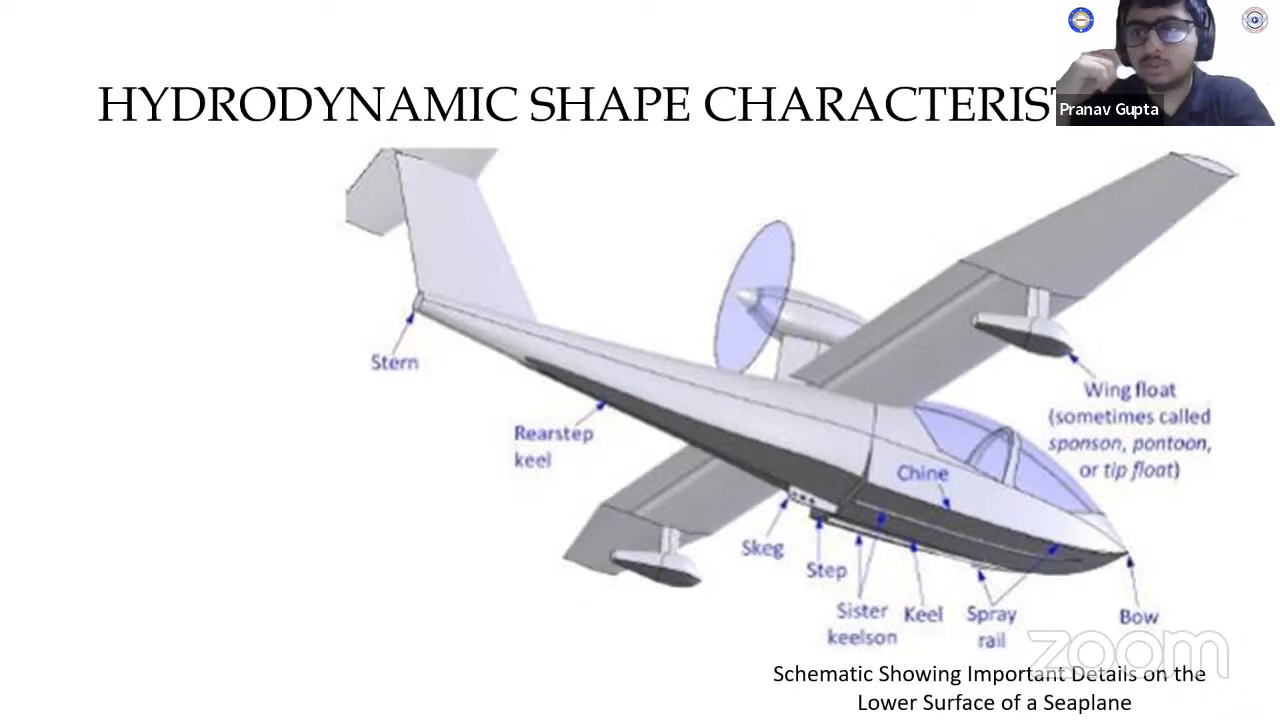 HYDRODYNAMIC SHAPE CHARACTERIST
Pranav Gupta
Stern
Rearstep
keel
Wing float
(sometimes called
sponson, pontoon,
or tip float)
Chine
Skeg
Step
Sister
keelson
Keel
Spray
rail
Bow
zoom
Schematic Showing Important Details on the
Lower Surface of a Seaplane